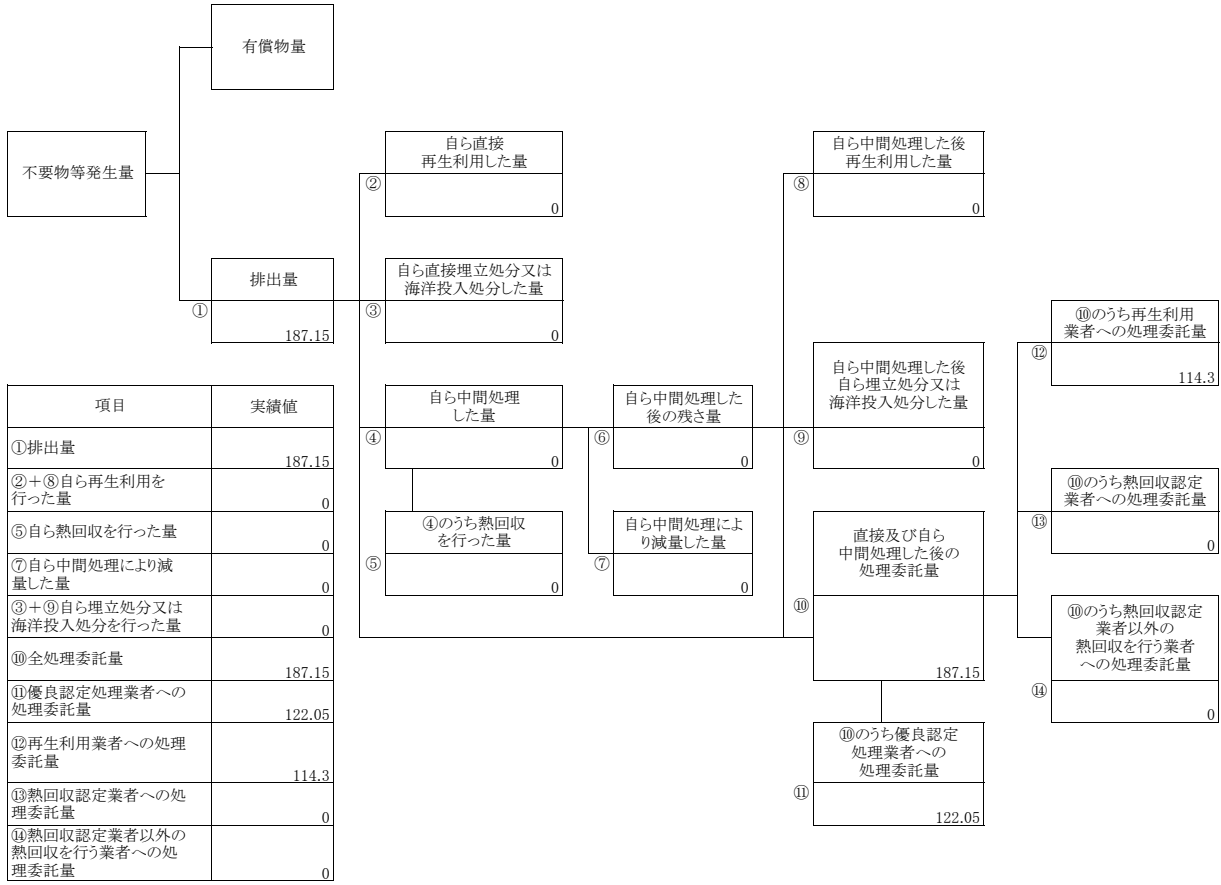 有償物量
不要物等発生量
自ら直接
再生利用した量
②
0
自ら中間処理した後
再生利用した量
⑧
0
排出量
①
187.15
自ら直接埋立処分又は
海洋投入処分した量
③
0
自ら中間処理
した量
④
0
④のうち熱回収
を行った量
⑤
0
自ら中間処理した
後の残さ量
⑥
0
自ら中間処理によ
り減量した量
⑦
0
自ら中間処理した後
自ら埋立処分又は
海洋投入処分した量
⑨
0
直接及び自ら
中間処理した後の
処理委託量
⑩
187.15
⑩のうち優良認定
処理業者への
処理委託量
⑪
122.05
⑩のうち再生利用
業者への処理委託量
⑫
114.3
⑩のうち熱回収認定
業者への処理委託量
⑬
0
⑩のうち熱回収認定
業者以外の
熱回収を行う業者
への処理委託量
⑭
0
項目 実績値
①排出量
187.15
②＋⑧自ら再生利用を
行った量
0
⑤自ら熱回収を行った量
0
⑦自ら中間処理により減
量した量
0
③＋⑨自ら埋立処分又は
海洋投入処分を行った量
0
⑩全処理委託量
187.15
⑪優良認定処理業者への
処理委託量
122.05
⑫再生利用業者への処理
委託量
114.3
⑬熱回収認定業者への処
理委託量
0
⑭熱回収認定業者以外の
熱回収を行う業者への処
理委託量
0